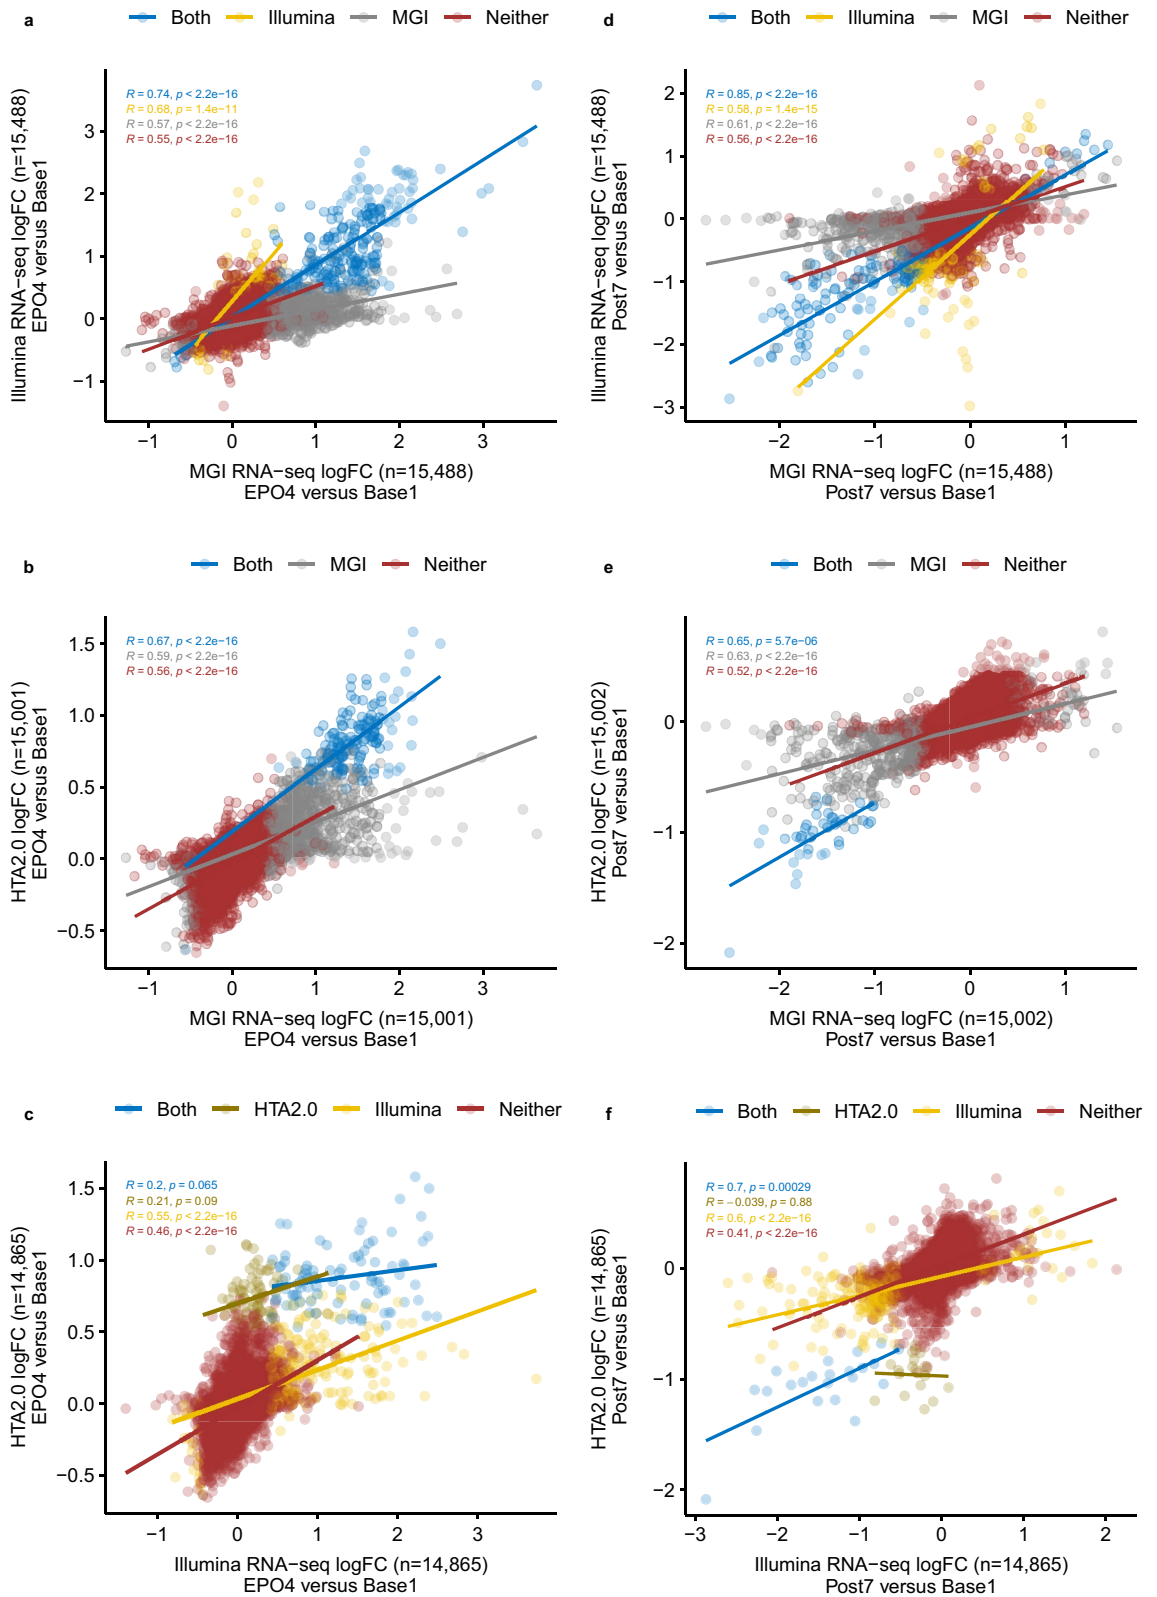 a
Both Illumina MGI Neither
R = 0.74, p < 2.2e−16
R = 0.68, p = 1.4e−11
R = 0.57, p < 2.2e−16
R = 0.55, p < 2.2e−16
Illumina RNA−seq logFC (n=15,488)
EPO4 versus Base1
3
2
1
0
−1
−1 0 1 2 3
MGI RNA−seq logFC (n=15,488)
EPO4 versus Base1
d
Both Illumina MGI Neither
R = 0.85, p < 2.2e−16
R = 0.58, p = 1.4e−15
R = 0.61, p < 2.2e−16
R = 0.56, p < 2.2e−16
Illumina RNA−seq logFC (n=15,488)
Post7 versus Base1
2
1
0
−1
−2
−3
−2 −1 0 1
MGI RNA−seq logFC (n=15,488)
Post7 versus Base1
b
Both MGI Neither
R = 0.67, p < 2.2e−16
R = 0.59, p < 2.2e−16
R = 0.56, p < 2.2e−16
HTA2.0 logFC (n=15,001)
EPO4 versus Base1
1.5
1.0
0.5
0.0
−0.5
−1 0 1 2 3
MGI RNA−seq logFC (n=15,001)
EPO4 versus Base1
e
Both MGI Neither
R = 0.65, p = 5.7e−06
R = 0.63, p < 2.2e−16
R = 0.52, p < 2.2e−16
HTA2.0 logFC (n=15,002)
Post7 versus Base1
0
−1
−2
−2 −1 0 1
MGI RNA−seq logFC (n=15,002)
Post7 versus Base1
c
Both HTA2.0 Illumina Neither
R = 0.2, p = 0.065
R = 0.21, p = 0.09
R = 0.55, p < 2.2e−16
R = 0.46, p < 2.2e−16
HTA2.0 logFC (n=14,865)
EPO4 versus Base1
1.5
1.0
0.5
0.0
−0.5
−1 0 1 2 3
Illumina RNA−seq logFC (n=14,865)
EPO4 versus Base1
f
Both HTA2.0 Illumina Neither
R = 0.7, p = 0.00029
R = −0.039, p = 0.88
R = 0.6, p < 2.2e−16
R = 0.41, p < 2.2e−16
HTA2.0 logFC (n=14,865)
Post7 versus Base1
0
−1
−2
−3 −2 −1 0 1 2
Illumina RNA−seq logFC (n=14,865)
Post7 versus Base1